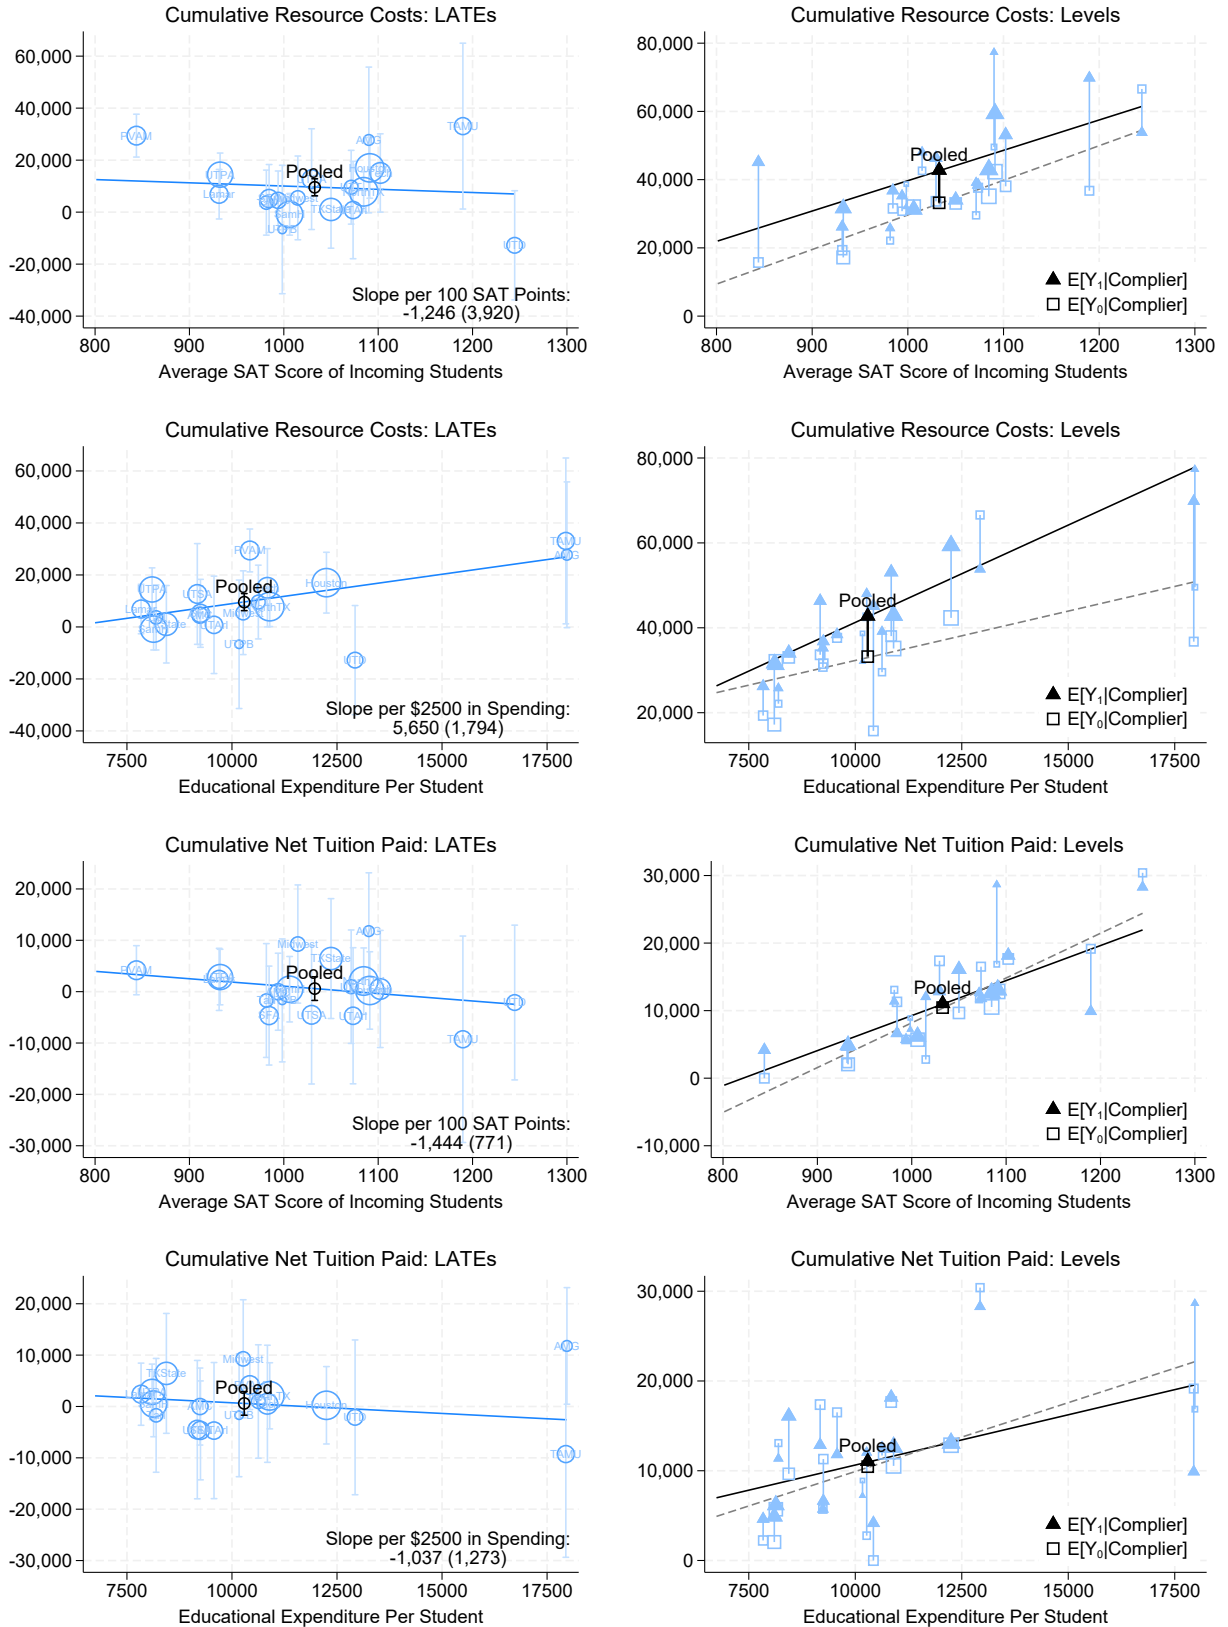 Cumulative Resource Costs: LATEs
60,000
40,000
20,000
0
-20,000
-40,000
PVAM
UTPA
Lamar
TAMU
UTD
Pooled
Slope per 100 SAT Points:
-1,246 (3,920)
800 900 1000 1100 1200 1300
Average SAT Score of Incoming Students
Cumulative Resource Costs: Levels
80,000
60,000
40,000
20,000
0
Pooled
E[Y₁|Complier]
E[Y₀|Complier]
800 900 1000 1100 1200 1300
Average SAT Score of Incoming Students
Cumulative Resource Costs: LATEs
60,000
40,000
20,000
0
-20,000
-40,000
TAMU
AMG
PVAM
UTPA
UTSA
Houston
Pooled
UTPB
UTD
Slope per $2500 in Spending:
5,650 (1,794)
7500 10000 12500 17500
Educational Expenditure Per Student
Cumulative Resource Costs: Levels
80,000
60,000
40,000
20,000
Pooled
E[Y₁|Complier]
E[Y₀|Complier]
7500 10000 12500 17500
Educational Expenditure Per Student
Cumulative Net Tuition Paid: LATEs
20,000
10,000
0
-10,000
-20,000
-30,000
PVAM
Midwest
AMG
TXState
Pooled
SFA
UTSA
UTArl
TAMU
UTD
Slope per 100 SAT Points:
-1,444 (771)
800 900 1000 1100 1200 1300
Average SAT Score of Incoming Students
Cumulative Net Tuition Paid: Levels
30,000
20,000
10,000
0
-10,000
Pooled
E[Y₁|Complier]
E[Y₀|Complier]
800 900 1000 1100 1200 1300
Average SAT Score of Incoming Students
Cumulative Net Tuition Paid: LATEs
20,000
10,000
0
-10,000
-20,000
-30,000
AMG
Midwest
TXState
Pooled
Houston
UTD
TAMU
Slope per $2500 in Spending:
-1,037 (1,273)
7500 10000 12500 17500
Educational Expenditure Per Student
Cumulative Net Tuition Paid: Levels
30,000
20,000
10,000
0
Pooled
E[Y₁|Complier]
E[Y₀|Complier]
7500 10000 12500 17500
Educational Expenditure Per Student